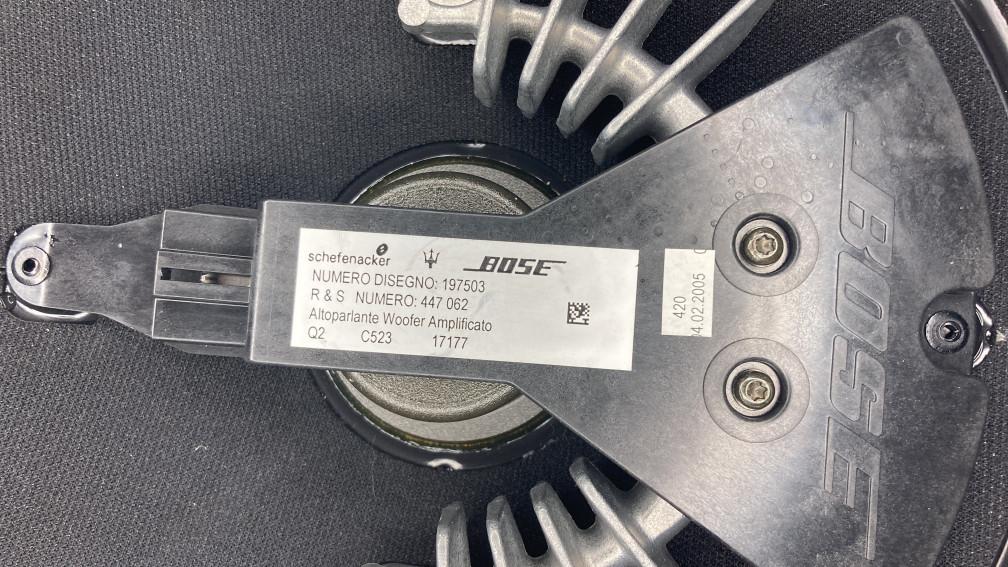 schefenacker
BOSE
NUMERO DISEGNO: 197503
R & S NUMERO: 447 062
Altoparlante Woofer Amplificato
Q2 C523 17177
420
4.02.2005
BOSE